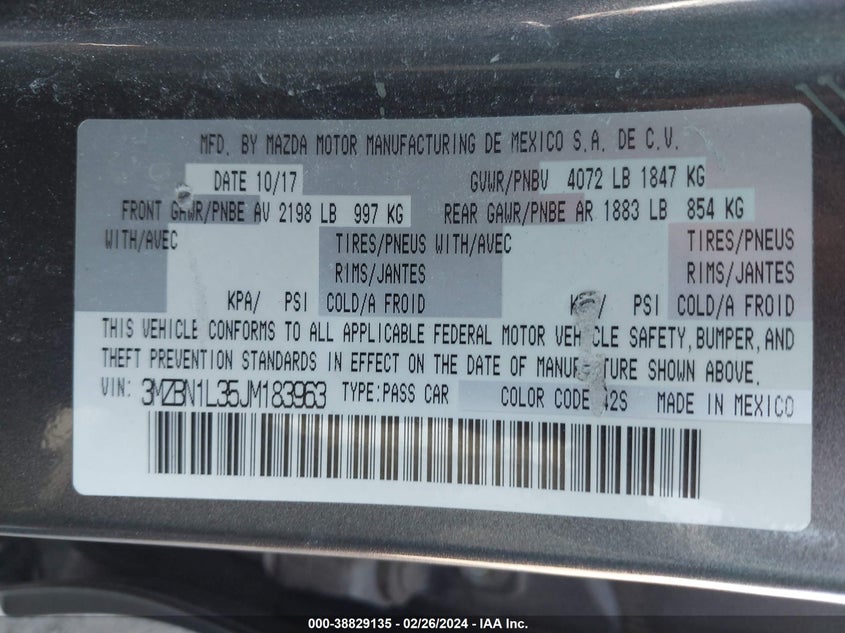 MFD. BY MAZDA MOTOR MANUFACTURING DE MEXICO S.A. DE C.V.
DATE 10/17 GVWR/PNBV 4072 LB 1847 KG
FRONT GAWR/PNBE AV 2198 LB 997 KG REAR GAWR/PNBE AR 1883 LB 854 KG
WITH/AVEC TIRES/PNEUS WITH/AVEC TIRES/PNEUS
RIMS/JANTES RIMS/JANTES
KPA/ PSI COLD/A FROID PSI COLD/A FROID
THIS VEHICLE CONFORMS TO ALL APPLICABLE FEDERAL MOTOR VEHICLE SAFETY, BUMPER, AND
THEFT PREVENTION STANDARDS IN EFFECT ON THE DATE OF MANUFACTURE SHOWN ABOVE.
VIN: 3MZBN1L35JM183963 TYPE:PASS CAR COLOR CODE 42S MADE IN MEXICO
000-38829135 - 02/26/2024 - IAA Inc.